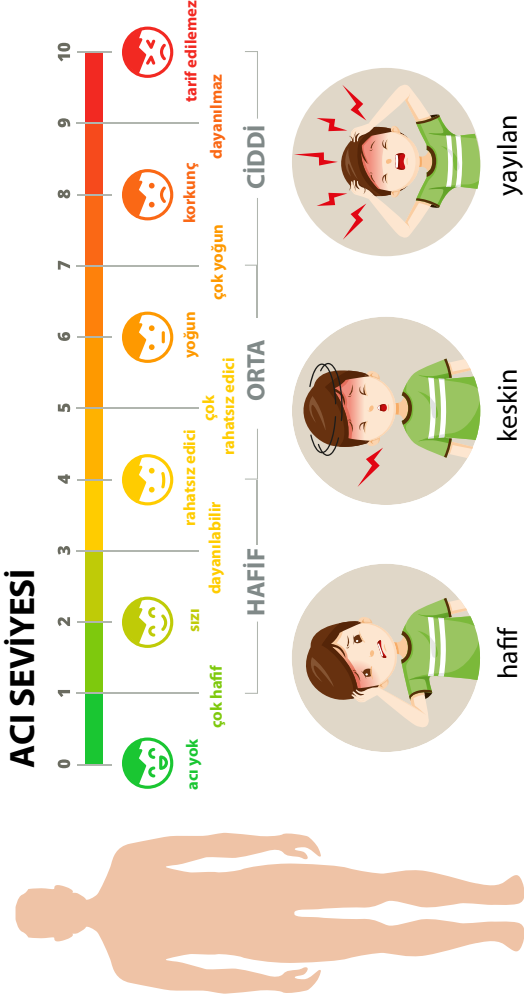 ACI SEVİYESİ
0 1 2 3 4 5 6 7 8 9 10
acı yok
çok hafif
sızı
dayanılabilir
rahatsız edici
çok
rahatsız edici
yoğun
çok yoğun
korkunç
dayanılmaz
tarif edilemez
HAFİF
ORTA
CİDDİ
hafif
keskin
yayılan